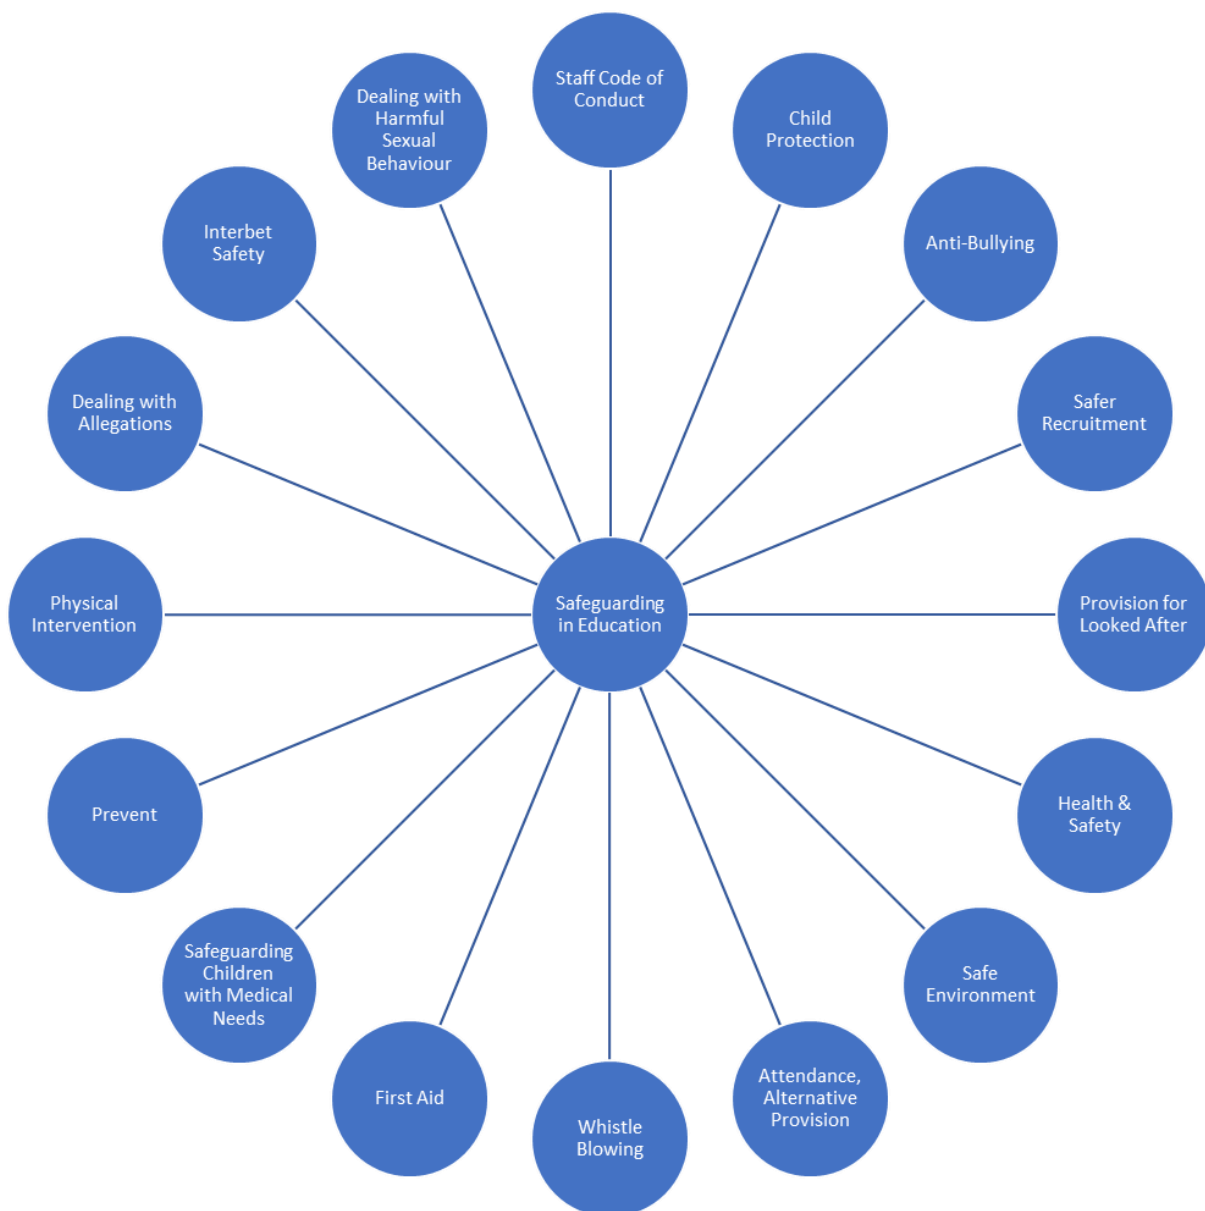 Staff Code of
Conduct
Child
Protection
Anti-Bullying
Safer
Recruitment
Provision for
Looked After
Health &
Safety
Safe
Environment
Attendance,
Alternative
Provision
Whistle
Blowing
First Aid
Safeguarding
Children
with Medical
Needs
Prevent
Physical
Intervention
Dealing with
Allegations
Interbet
Safety
Dealing with
Harmful
Sexual
Behaviour
Safeguarding
in Education